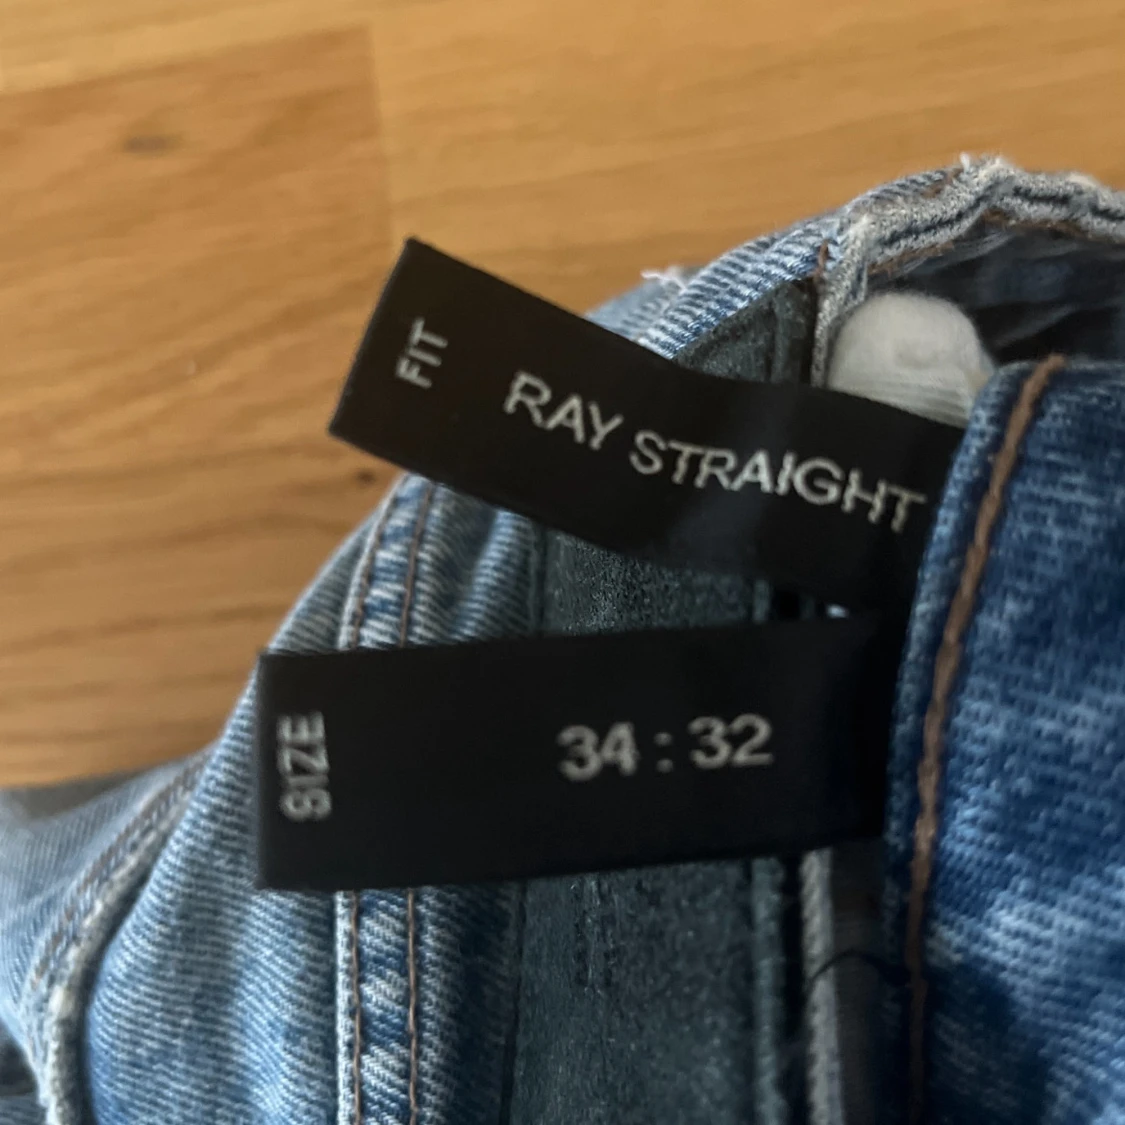 FIT
RAY STRAIGHT
SIZE
34 : 32